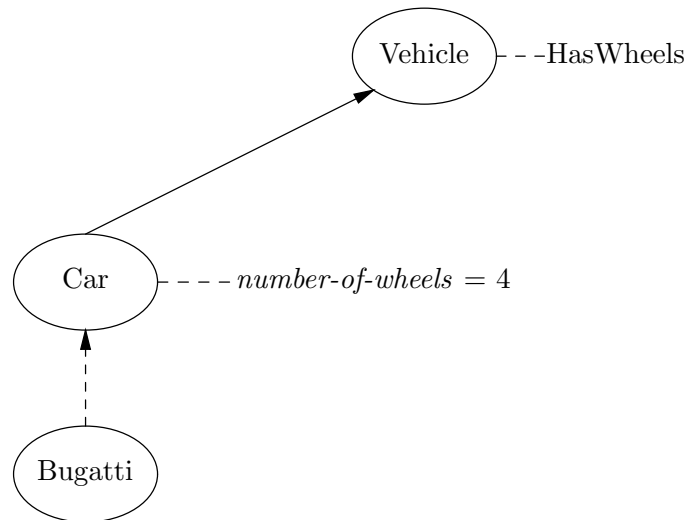 Vehicle
HasWheels
Car
number-of-wheels = 4
Bugatti